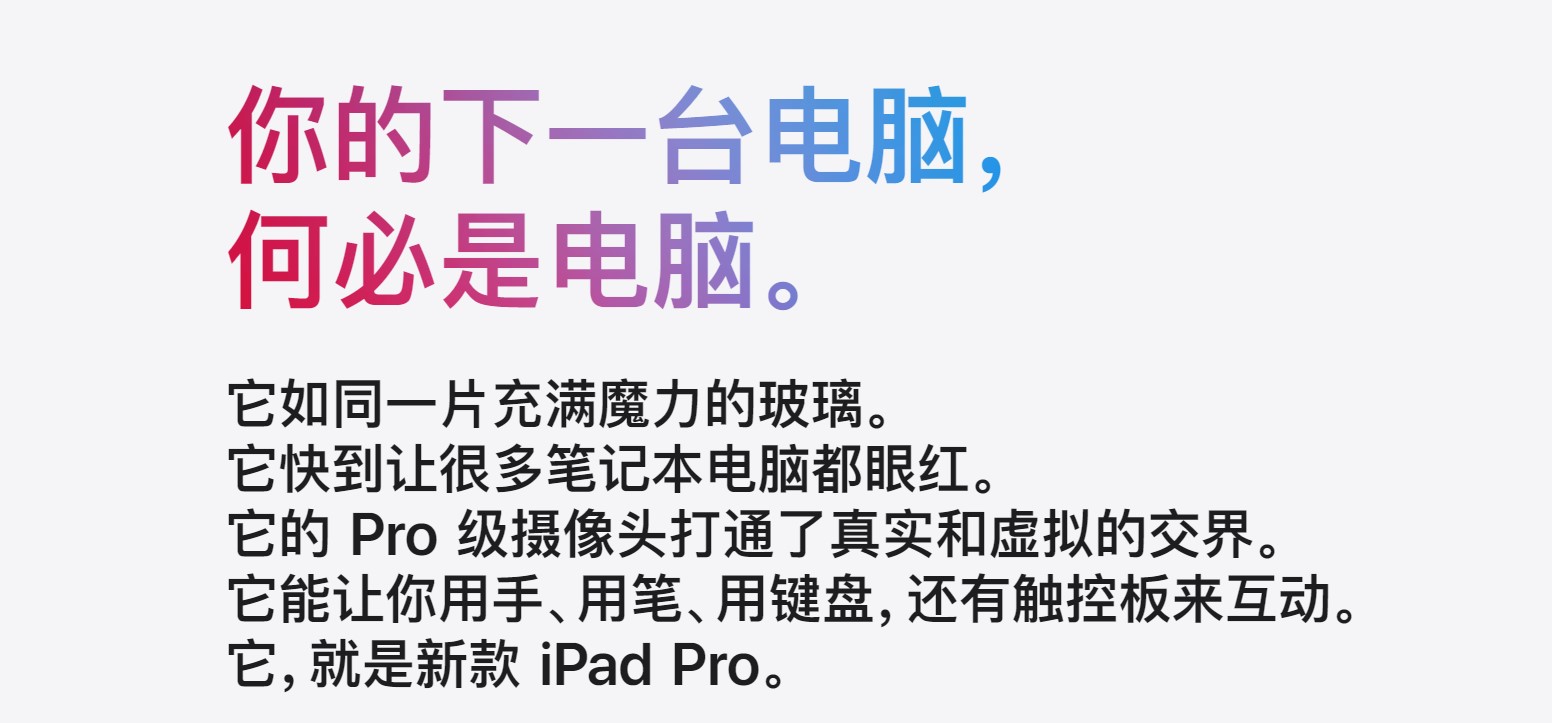 你的下一台电脑，
何必是电脑。
它如同一片充满魔力的玻璃。
它快到让很多笔记本电脑都眼红。
它的 Pro 级摄像头打通了真实和虚拟的交界。
它能让你用手、用笔、用键盘，还有触控板来互动。
它，就是新款 iPad Pro。